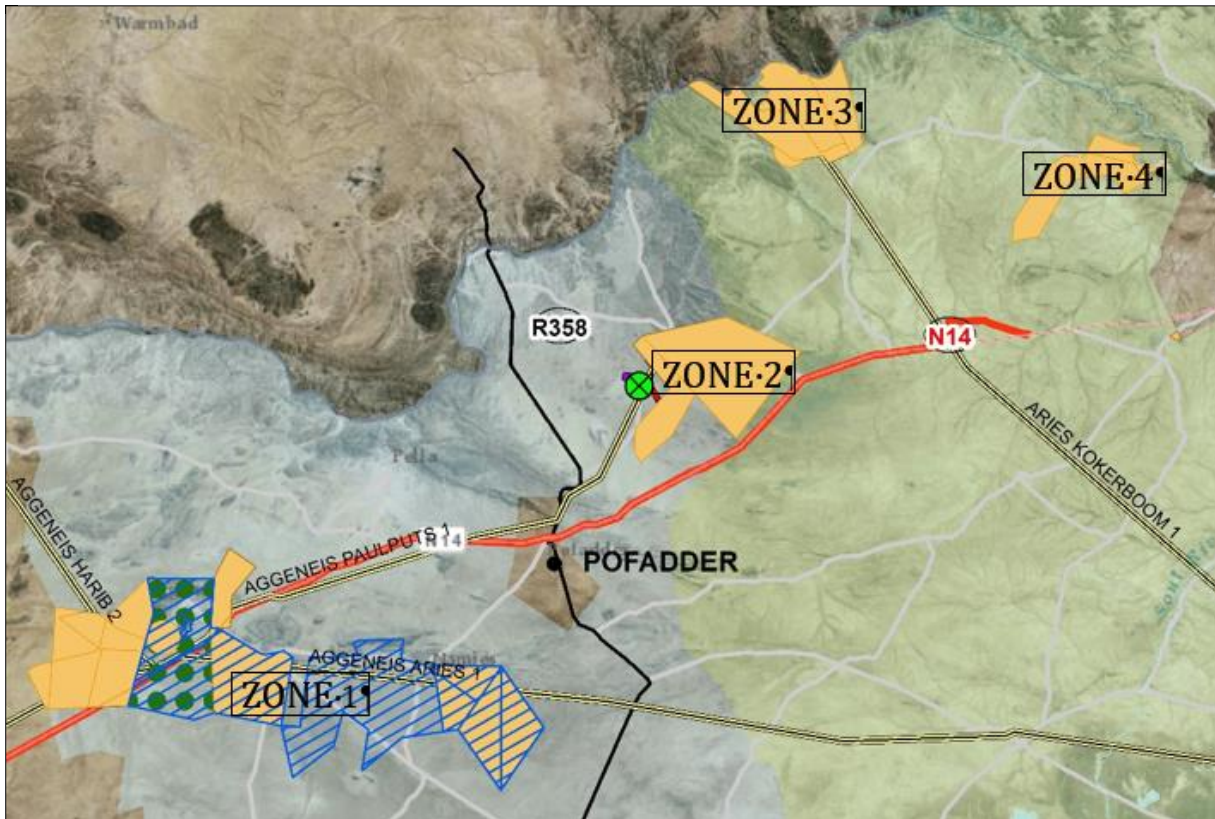 Warmbad
ZONE·3
ZONE·4
R358
N14
ZONE·2
Pella
ARIES KOKERBOOM 1
AGGENEIS HARIB 2
AGGENEIS PAULPUTS 1
N14
POFADDER
AGGENEIS ARIES 1
ZONE·1